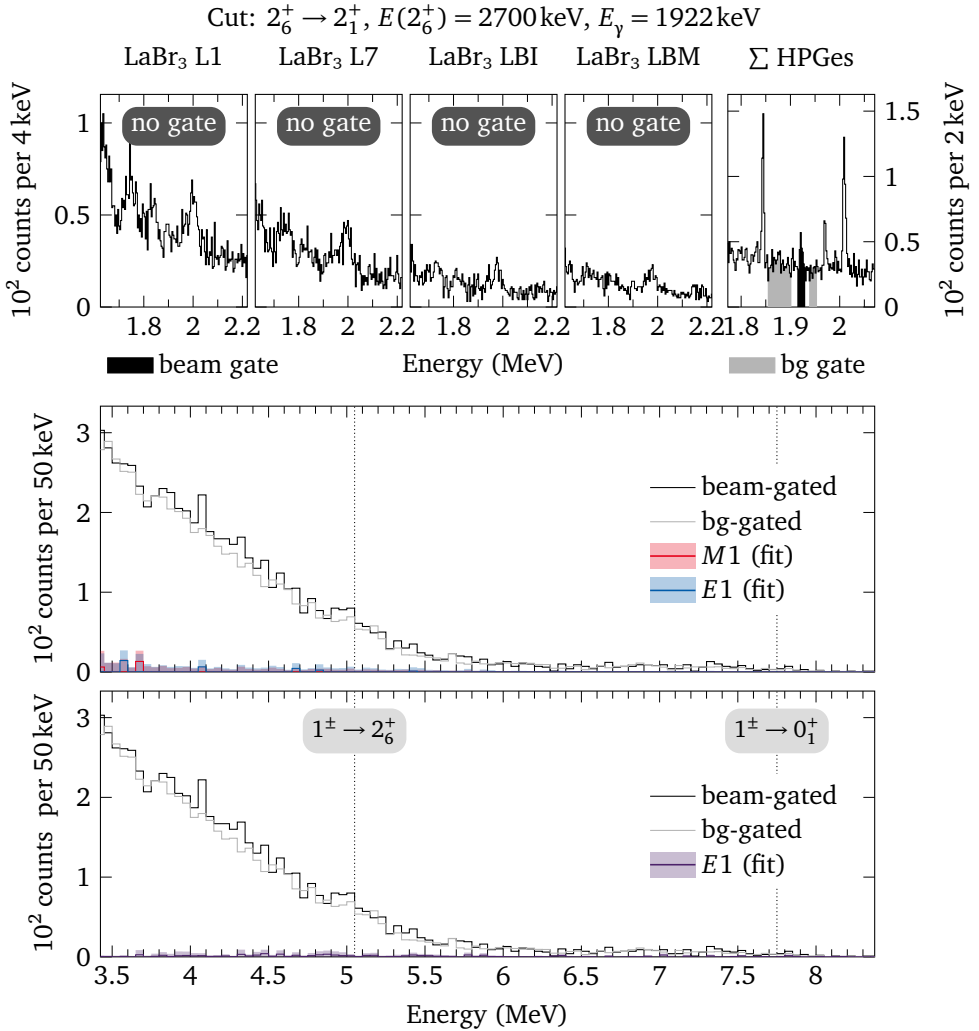 Cut: 2₆⁺ → 2₁⁺, E(2₆⁺) = 2700 keV, Eᵧ = 1922 keV
LaBr₃ L1 LaBr₃ L7 LaBr₃ LBI LaBr₃ LBM ∑ HPGes
no gate no gate no gate no gate
10² counts per 4 keV
1
0.5
0
10² counts per 2 keV
1.5
1
0.5
0
1.8 2 2.2 1.8 2 2.2 1.8 2 2.2 1.8 2 2.2 1.8 1.9 2
beam gate Energy (MeV) bg gate
10² counts per 50 keV
3
2
1
0
beam-gated
bg-gated
M1 (fit)
E1 (fit)
10² counts per 50 keV
3
2
1
0
1± → 2₆⁺ 1± → 0₁⁺
beam-gated
bg-gated
E1 (fit)
3.5 4 4.5 5 5.5 6 6.5 7 7.5 8
Energy (MeV)